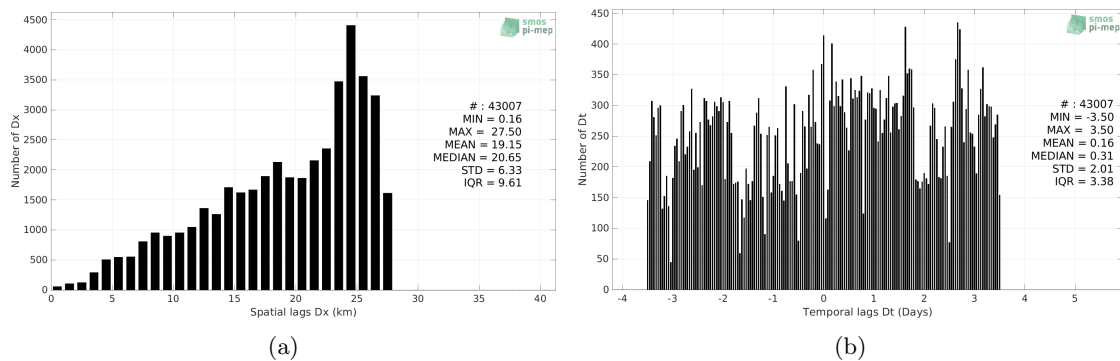 4500
4000
3500
3000
2500
2000
1500
1000
500
0
Number of Dx
0 5 10 15 20 25 30 35 40
Spatial lags Dx (km)
smos
pi-mep
# : 43007
MIN = 0.16
MAX = 27.50
MEAN = 19.15
MEDIAN = 20.65
STD = 6.33
IQR = 9.61
(a)
450
400
350
300
250
200
150
100
50
0
Number of Dt
-4 -3 -2 -1 0 1 2 3 4 5
Temporal lags Dt (Days)
smos
pi-mep
# : 43007
MIN = -3.50
MAX = 3.50
MEAN = 0.16
MEDIAN = 0.31
STD = 2.01
IQR = 3.38
(b)